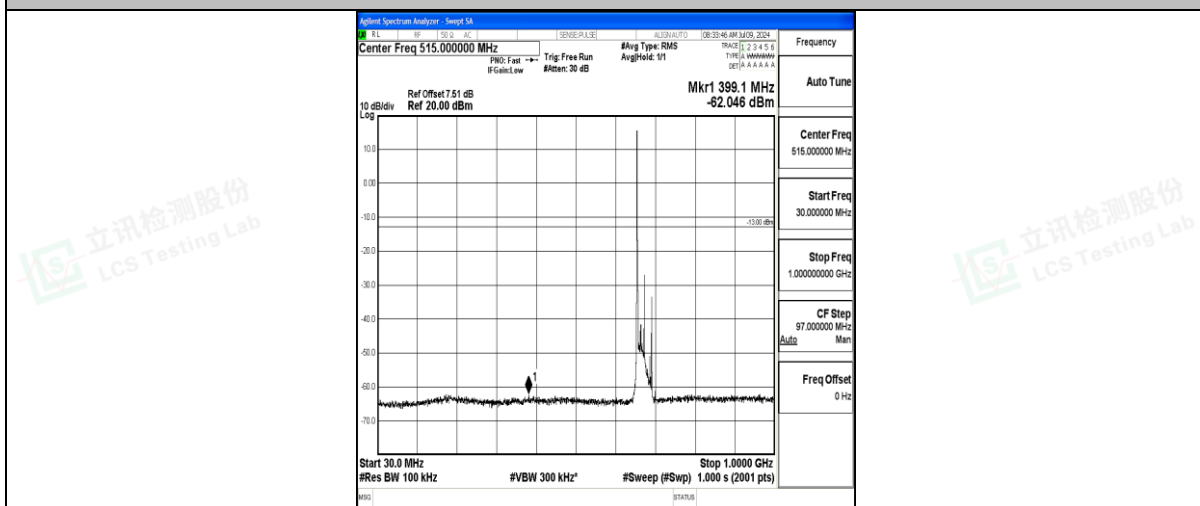 Agilent Spectrum Analyzer - Swept SA
RL RF 50 Ω AC SENSE:PULSE ALIGN AUTO 08:33:46 AM Jul 09, 2024
Center Freq 515.000000 MHz
PNO: Fast
IFGain:Low
Trig: Free Run
#Atten: 30 dB
#Avg Type: RMS
Avg|Hold: 1/1
TRACE 1 2 3 4 5 6
TYPE A WWWWW
DET A A A A A A
Frequency
Auto Tune
Mkr1 399.1 MHz
-62.046 dBm
Ref Offset 7.51 dB
10 dB/div Ref 20.00 dBm
Log
10.0
0.00
-10.0
-13.00 dBm
-20.0
-30.0
-40.0
-50.0
-60.0
-70.0
1
Center Freq
515.000000 MHz
Start Freq
30.000000 MHz
Stop Freq
1.000000000 GHz
CF Step
97.000000 MHz
Auto Man
Freq Offset
0 Hz
Start 30.0 MHz Stop 1.0000 GHz
#Res BW 100 kHz #VBW 300 kHz* #Sweep (#Swp) 1.000 s (2001 pts)
MSG STATUS
立讯检测股份
LCS Testing Lab
立讯检测股份
LCS Testing Lab